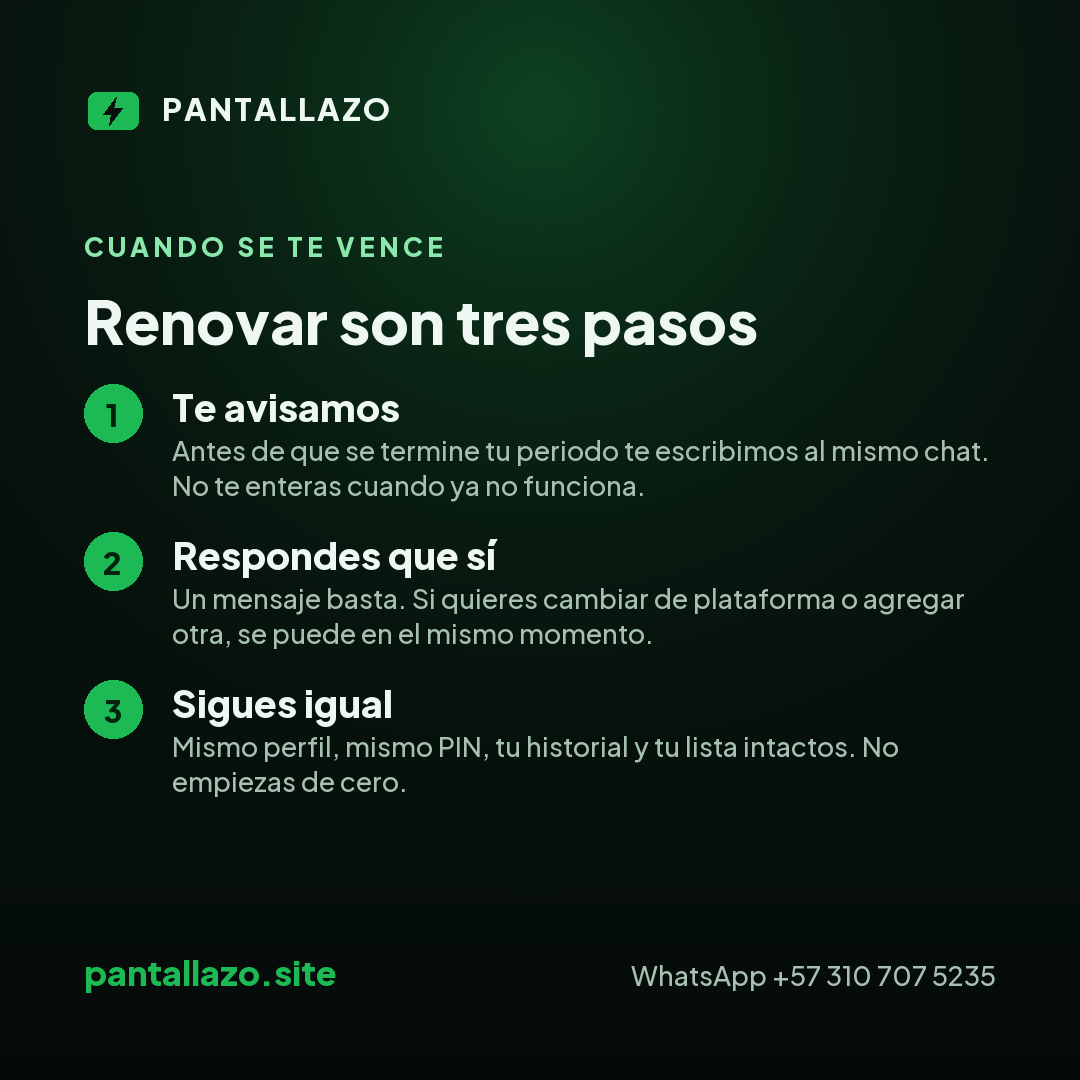 PANTALLAZO
CUANDO SE TE VENCE
Renovar son tres pasos
1
Te avisamos
Antes de que se termine tu periodo te escribimos al mismo chat.
No te enteras cuando ya no funciona.
2
Respondes que sí
Un mensaje basta. Si quieres cambiar de plataforma o agregar
otra, se puede en el mismo momento.
3
Sigues igual
Mismo perfil, mismo PIN, tu historial y tu lista intactos. No
empiezas de cero.
pantallazo.site
WhatsApp +57 310 707 5235